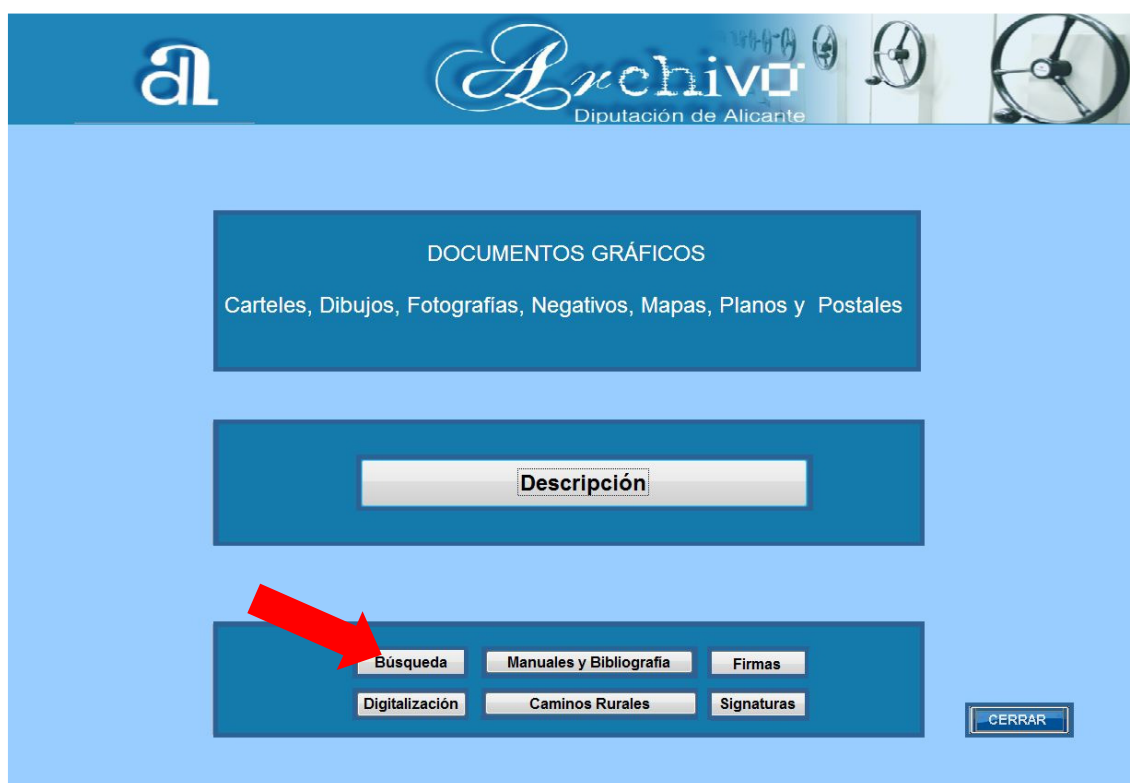 al
Archivo
Diputación de Alicante
DOCUMENTOS GRÁFICOS
Carteles, Dibujos, Fotografías, Negativos, Mapas, Planos y Postales
Descripción
Búsqueda Manuales y Bibliografía Firmas
Digitalización Caminos Rurales Signaturas
CERRAR